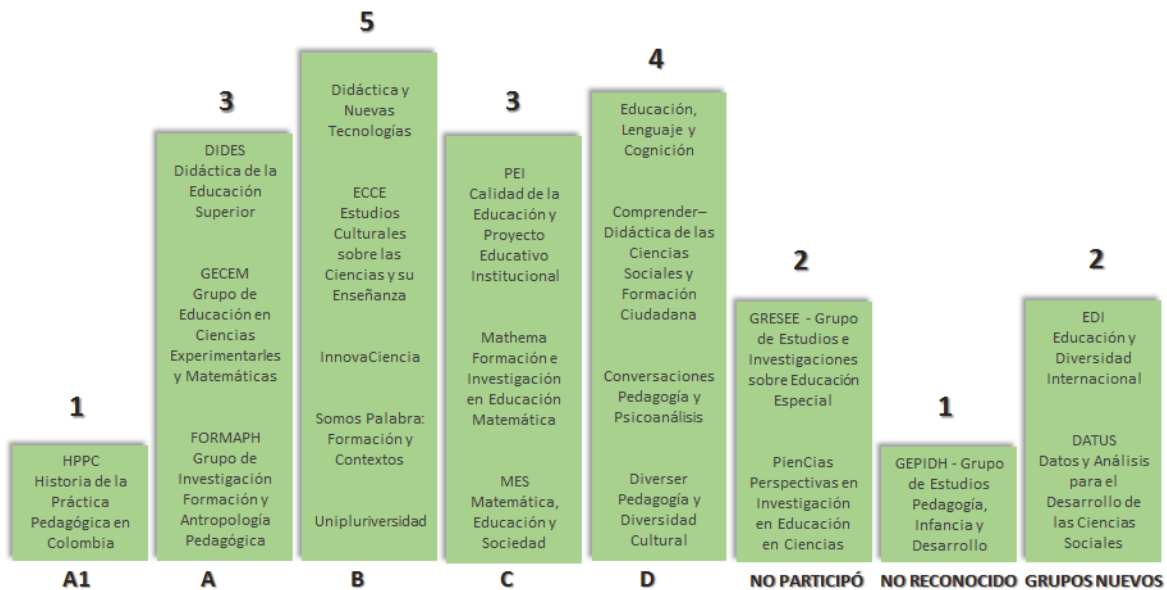 1
HPPC
Historia de la
Práctica
Pedagógica en
Colombia
A1
3
DIDES
Didáctica de la
Educación
Superior
GECEM
Grupo de
Educación en
Ciencias
Experimentarles
y Matemáticas
FORMAPH
Grupo de
Investigación
Formación y
Antropología
Pedagógica
A
5
Didáctica y
Nuevas
Tecnologías
ECCE
Estudios
Culturales
sobre las
Ciencias y su
Enseñanza
InnovaCiencia
Somos Palabra:
Formación y
Contextos
Unipluriversidad
B
3
PEI
Calidad de la
Educación y
Proyecto
Educativo
Institucional
Mathema
Formación e
Investigación
en Educación
Matemática
MES
Matemática,
Educación y
Sociedad
C
4
Educación,
Lenguaje y
Cognición
Comprender–
Didáctica de las
Ciencias
Sociales y
Formación
Ciudadana
Conversaciones
Pedagogía y
Psicoanálisis
Diverser
Pedagogía y
Diversidad
Cultural
D
2
GRESEE - Grupo
de Estudios e
Investigaciones
sobre Educación
Especial
PienCias
Perspectivas en
Investigación
en Educación
en Ciencias
NO PARTICIPÓ
1
GEPIDH - Grupo
de Estudios
Pedagogía,
Infancia y
Desarrollo
NO RECONOCIDO
2
EDI
Educación y
Diversidad
Internacional
DATUS
Datos y Análisis
para el
Desarrollo de
las Ciencias
Sociales
GRUPOS NUEVOS